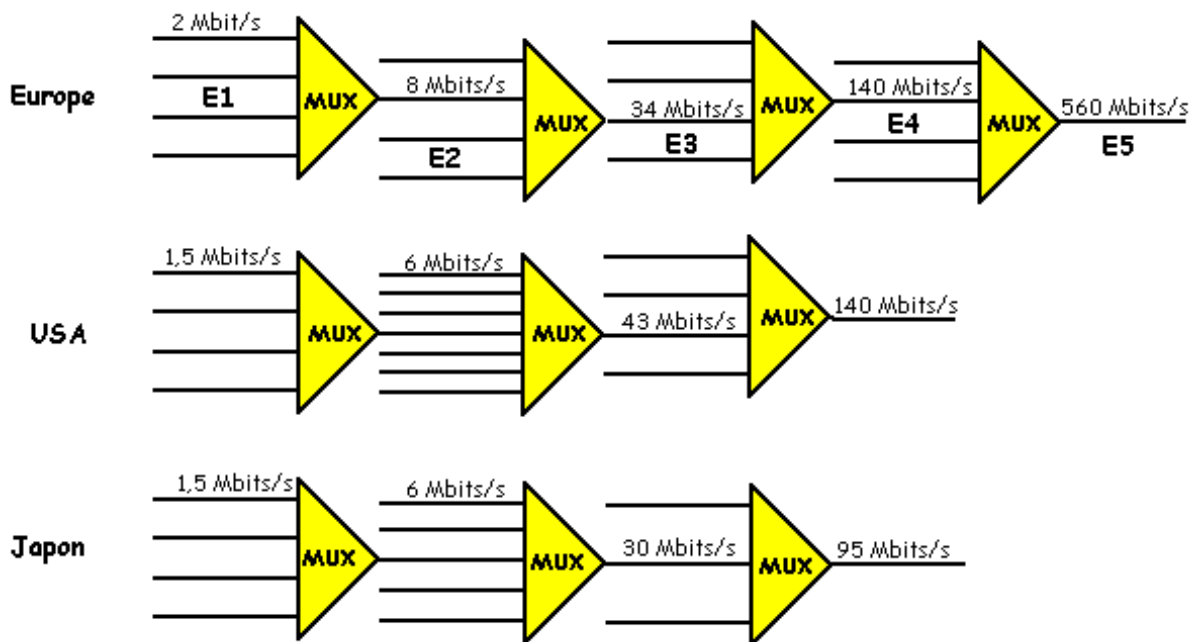 2 Mbit/s
Europe
E1
MUX
8 Mbits/s
E2
MUX
34 Mbits/s
E3
MUX
140 Mbits/s
E4
MUX
560 Mbits/s
E5
1,5 Mbits/s
USA
MUX
6 Mbits/s
MUX
43 Mbits/s
MUX
140 Mbits/s
1,5 Mbits/s
Japon
MUX
6 Mbits/s
MUX
30 Mbits/s
MUX
95 Mbits/s